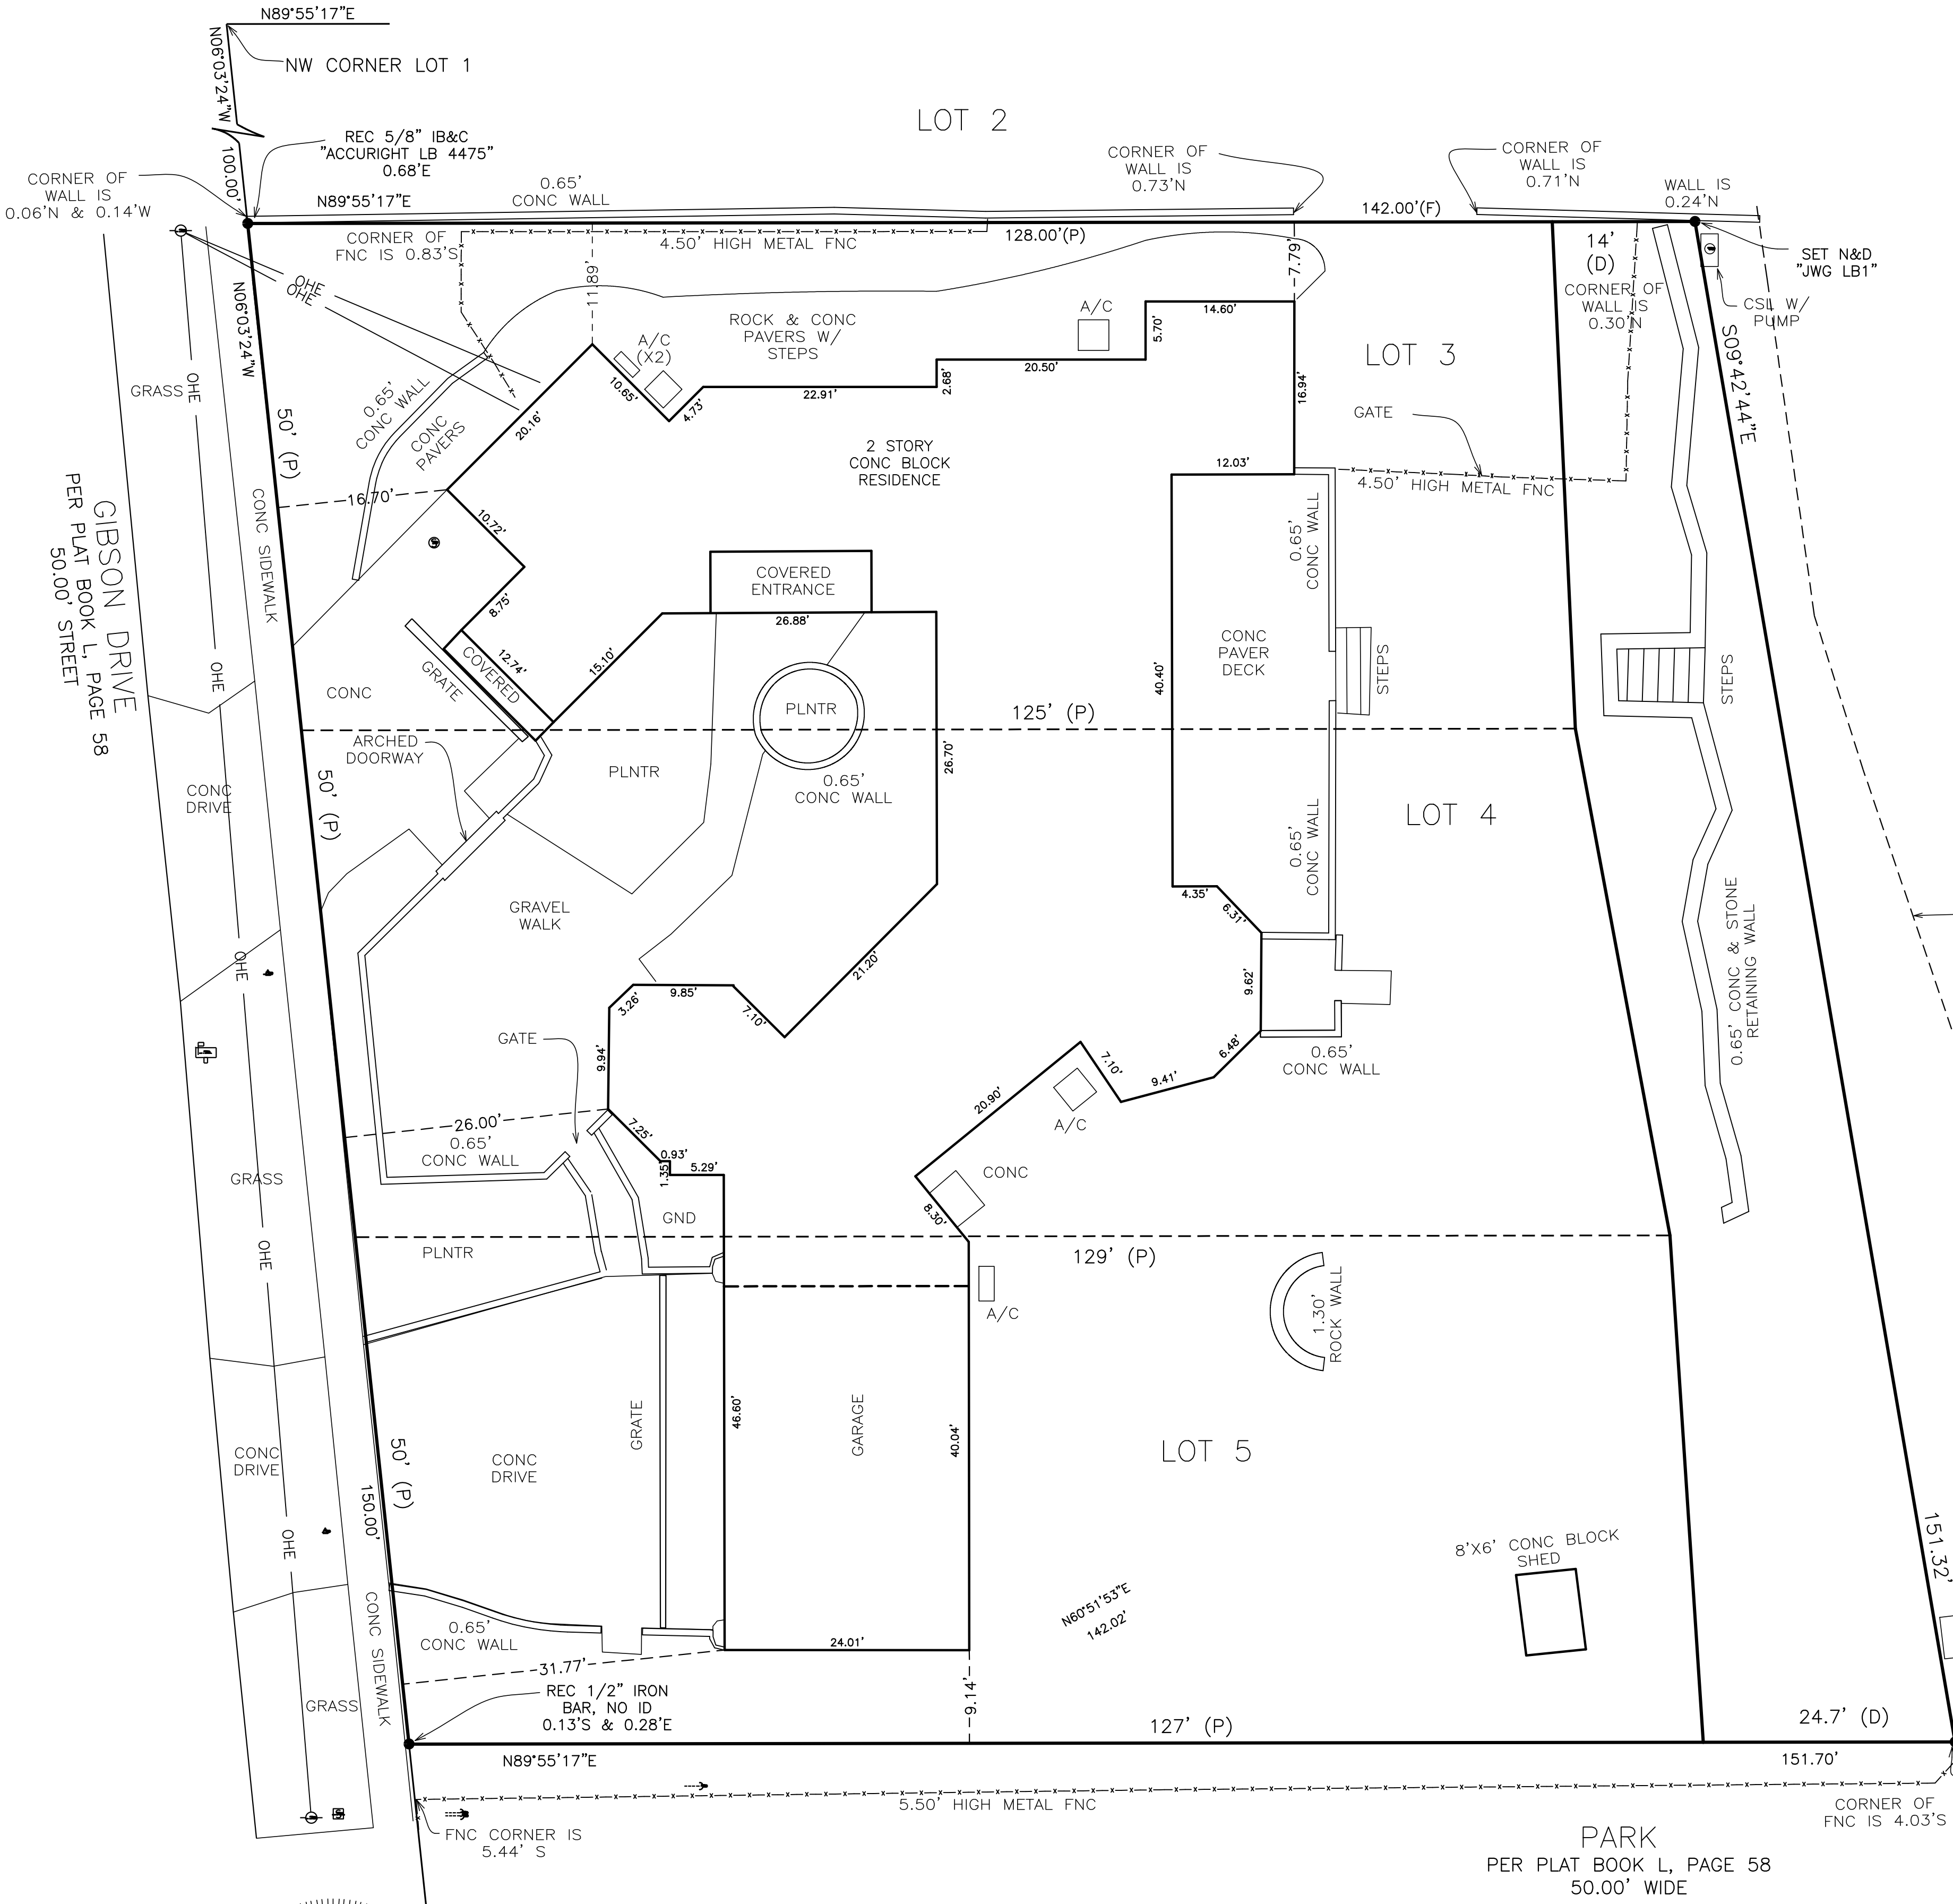 N89°55'17"E
N06°03'24"W
NW CORNER LOT 1
100.00'
REC 5/8" IB&C
"ACCURIGHT LB 4475"
0.68'E
CORNER OF
WALL IS
0.06'N & 0.14'W
N89°55'17"E
0.65'
CONC WALL
LOT 2
CORNER OF
WALL IS
0.73'N
CORNER OF
WALL IS
0.71'N
WALL IS
0.24'N
142.00'(F)
128.00'(P)
4.50' HIGH METAL FNC
CORNER OF
FNC IS 0.83'S
14'
(D)
SET N&D
"JWG LB1"
CSL W/
PUMP
CORNER OF
WALL IS
0.30'N
S09°42'44"E
OHE
OHE
N06°03'24"W
11.89'
7.79'
A/C
(X2)
ROCK & CONC
PAVERS W/
STEPS
A/C
14.60'
5.70'
20.50'
2.68'
22.91'
4.73'
10.65'
20.16'
16.94'
LOT 3
GATE
GRASS
OHE
50' (P)
0.65'
CONC WALL
CONC
PAVERS
2 STORY
CONC BLOCK
RESIDENCE
12.03'
4.50' HIGH METAL FNC
16.70'
10.72'
GIBSON DRIVE
PER PLAT BOOK L, PAGE 58
50.00' STREET
CONC SIDEWALK
0.65'
CONC WALL
COVERED
ENTRANCE
26.88'
8.75'
12.74'
COVERED
GRATE
15.10'
CONC
OHE
CONC
PAVER
DECK
40.40'
STEPS
STEPS
PLNTR
125' (P)
ARCHED
DOORWAY
PLNTR
0.65'
CONC WALL
26.70'
CONC
DRIVE
50' (P)
LOT 4
0.65'
CONC WALL
4.35'
6.31'
GRAVEL
WALK
21.20'
OHE
9.62'
0.65' CONC & STONE
RETAINING WALL
3.26'
9.85'
7.10'
GATE
9.94'
6.48'
0.65'
CONC WALL
7.10'
9.41'
A/C
20.90'
26.00'
0.65'
CONC WALL
7.25'
0.93'
1.35'
5.29'
CONC
8.30'
GRASS
GND
OHE
PLNTR
129' (P)
A/C
1.30'
ROCK WALL
46.60'
GARAGE
40.04'
GRATE
CONC
DRIVE
CONC
DRIVE
50' (P)
150.00'
LOT 5
OHE
151.32'
8'X6' CONC BLOCK
SHED
N60°51'53"E
142.02'
CONC SIDEWALK
0.65'
CONC WALL
24.01'
31.77'
9.14'
GRASS
REC 1/2" IRON
BAR, NO ID
0.13'S & 0.28'E
127' (P)
24.7' (D)
N89°55'17"E
151.70'
5.50' HIGH METAL FNC
CORNER OF
FNC IS 4.03'S
FNC CORNER IS
5.44' S
PARK
PER PLAT BOOK L, PAGE 58
50.00' WIDE